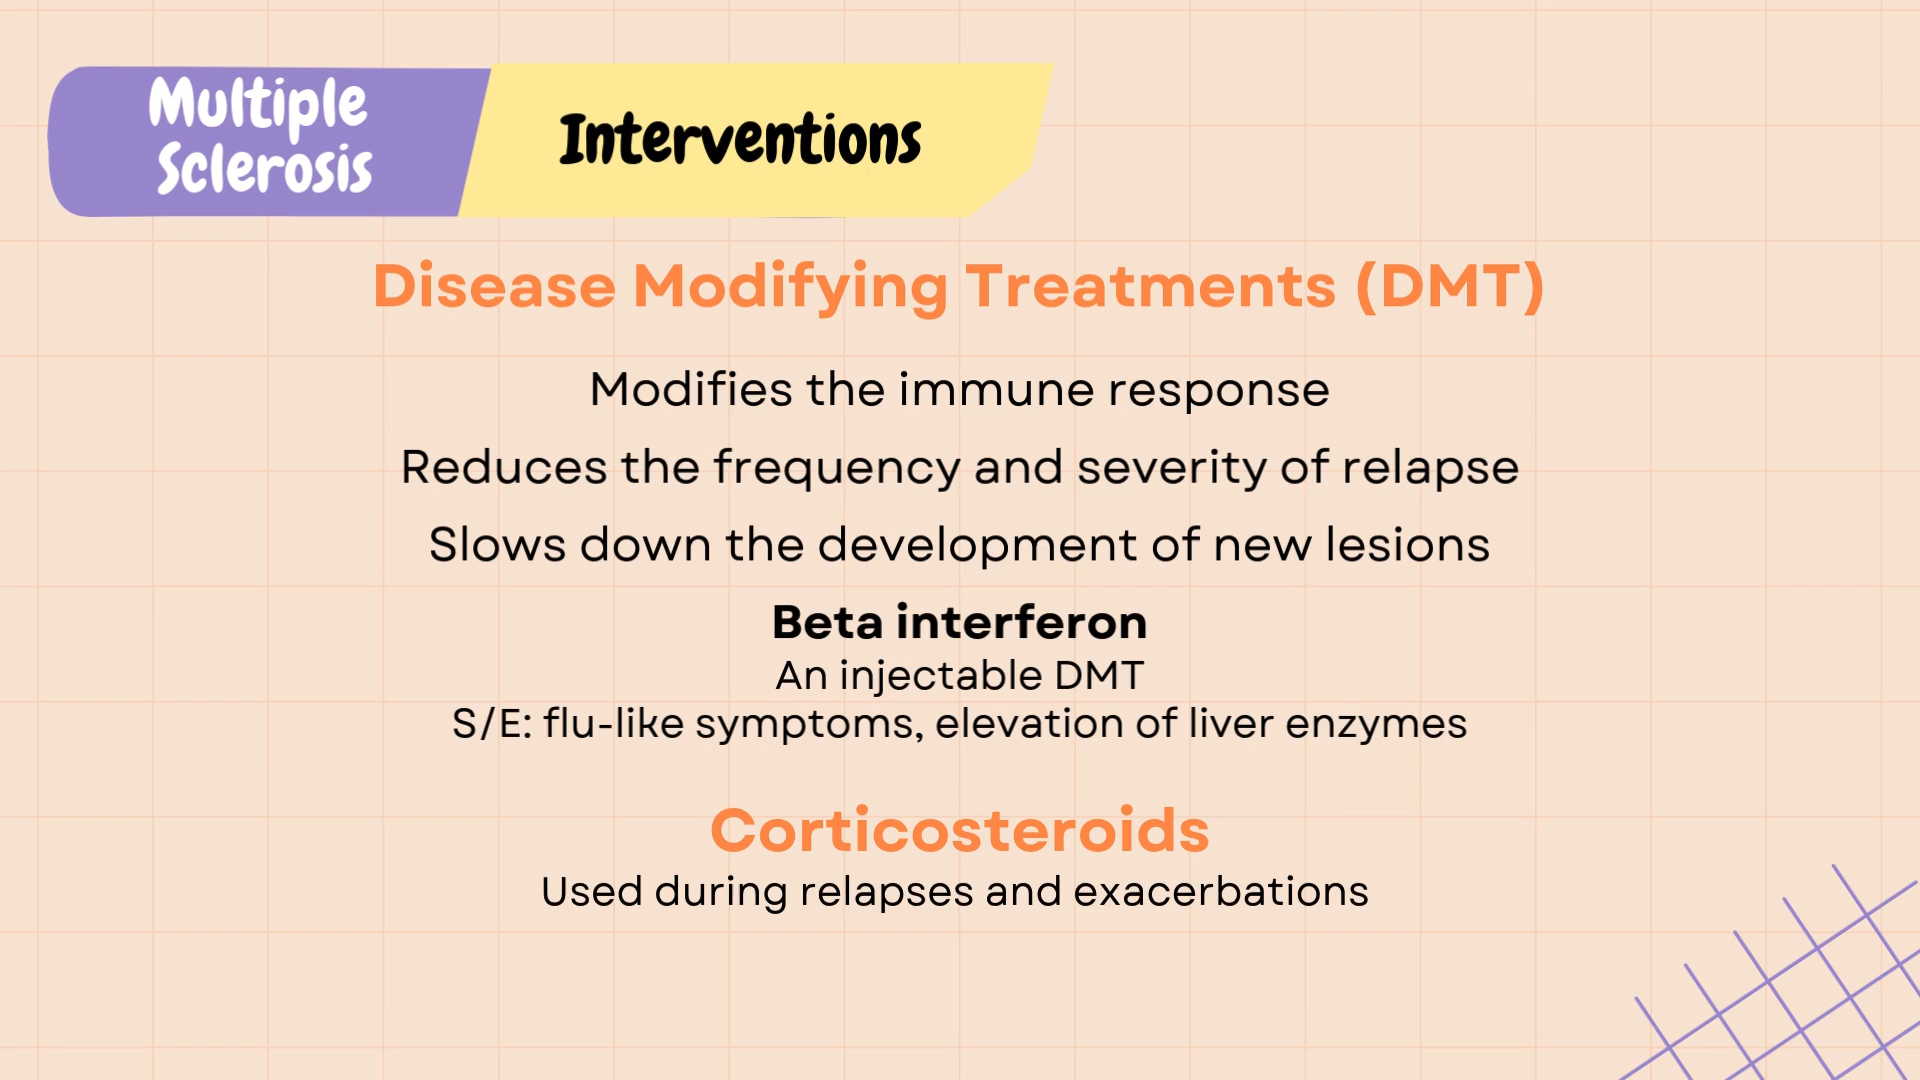 Multiple
Sclerosis
Interventions
Disease Modifying Treatments (DMT)
Modifies the immune response
Reduces the frequency and severity of relapse
Slows down the development of new lesions
Beta interferon
An injectable DMT
S/E: flu-like symptoms, elevation of liver enzymes
Corticosteroids
Used during relapses and exacerbations